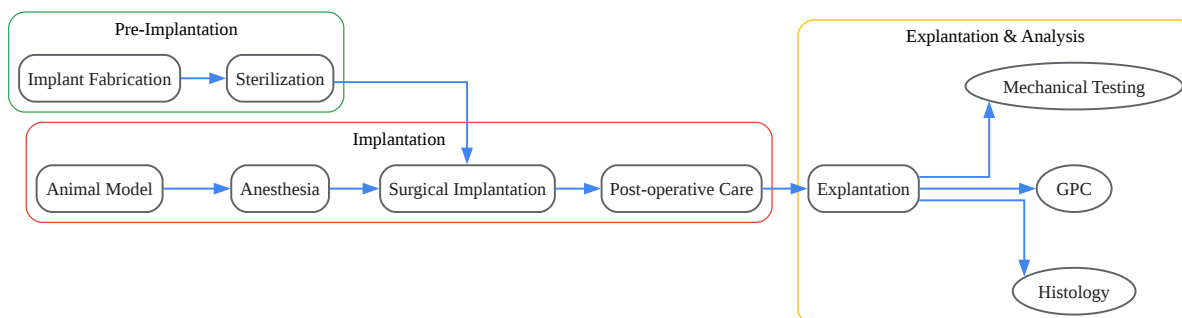 Pre-Implantation
Implant Fabrication
Sterilization
Implantation
Animal Model
Anesthesia
Surgical Implantation
Post-operative Care
Explantation & Analysis
Explantation
Mechanical Testing
GPC
Histology